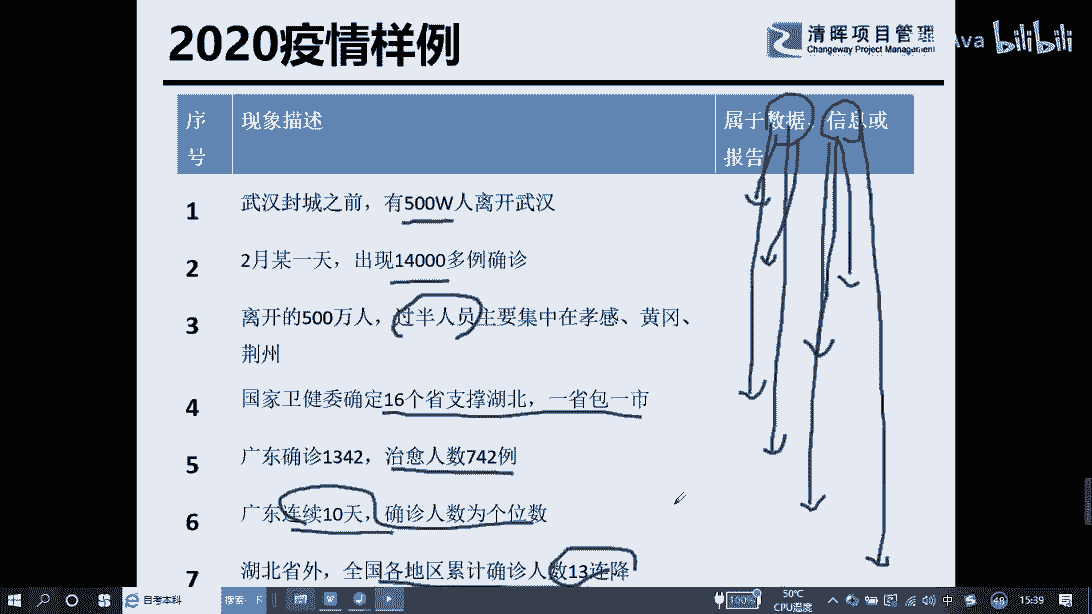 2020疫情样例
清晖项目管理
Changeway Project Management
Ava bilibili
序号 现象描述 属于数据、信息或报告
1 武汉封城之前，有500W人离开武汉
2 2月某一天，出现14000多例确诊
3 离开的500万人，过半人员主要集中在孝感、黄冈、
荆州
4 国家卫健委确定16个省支撑湖北，一省包一市
5 广东确诊1342，治愈人数742例
6 广东连续10天，确诊人数为个位数
7 湖北省外，全国各地区累计确诊人数13连降
自考本科 搜索 100% 50°C CPU温度 中 48 15:39